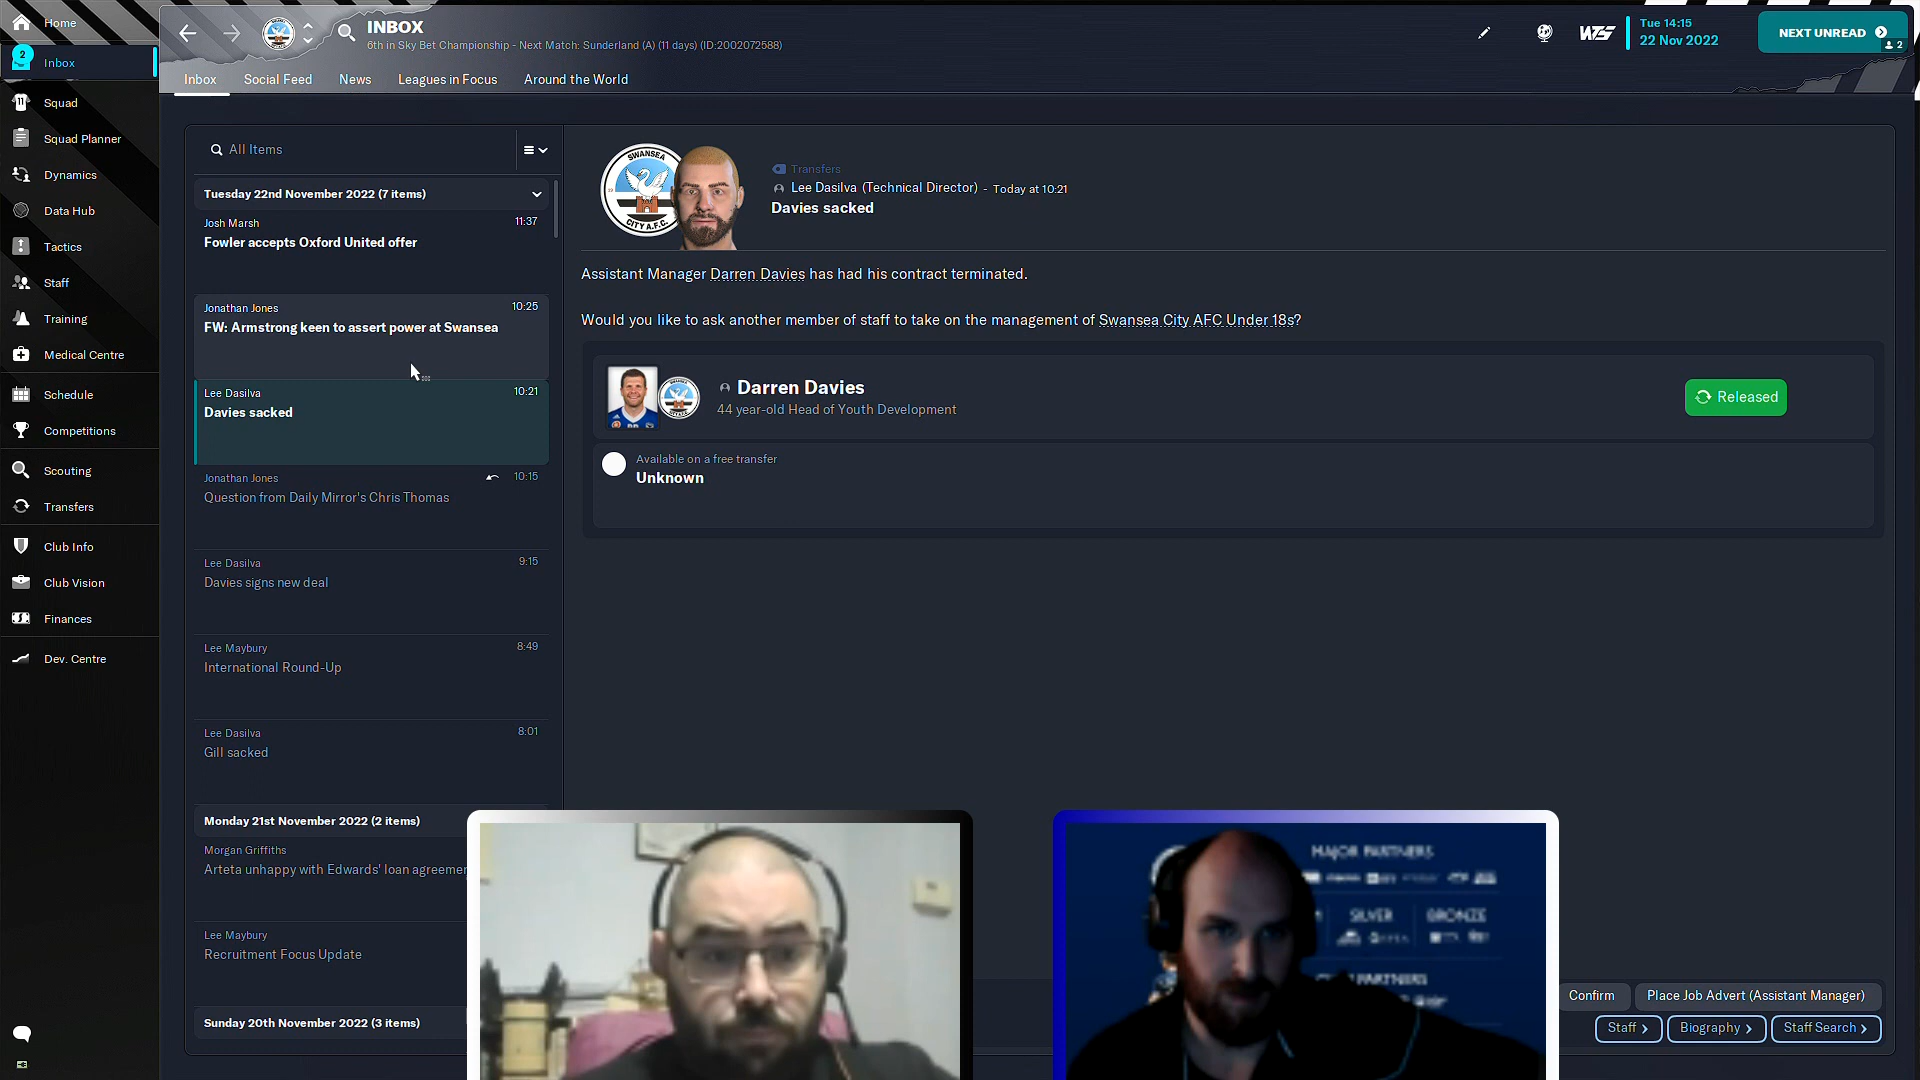 Home
2
Inbox
Squad
Squad Planner
Dynamics
Data Hub
Tactics
Staff
Training
Medical Centre
Schedule
Competitions
Scouting
Transfers
Club Info
Club Vision
Finances
Dev. Centre
INBOX
6th in Sky Bet Championship - Next Match: Sunderland (A) (11 days) (ID:2002072588)
Tue 14:15
22 Nov 2022
NEXT UNREAD
2
Inbox Social Feed News Leagues in Focus Around the World
All Items
Tuesday 22nd November 2022 (7 items)
Josh Marsh 11:37
Fowler accepts Oxford United offer
Jonathan Jones 10:25
FW: Armstrong keen to assert power at Swansea
Lee Dasilva 10:21
Davies sacked
Jonathan Jones 10:15
Question from Daily Mirror's Chris Thomas
Lee Dasilva 9:15
Davies signs new deal
Lee Maybury 8:49
International Round-Up
Lee Dasilva 8:01
Gill sacked
Monday 21st November 2022 (2 items)
Morgan Griffiths
Arteta unhappy with Edwards' loan agreemer
Lee Maybury
Recruitment Focus Update
Sunday 20th November 2022 (3 items)
SWANSEA
CITY A.F.C.
Transfers
Lee Dasilva (Technical Director) - Today at 10:21
Davies sacked
Assistant Manager Darren Davies has had his contract terminated.
Would you like to ask another member of staff to take on the management of Swansea City AFC Under 18s?
Darren Davies
44 year-old Head of Youth Development
Released
Available on a free transfer
Unknown
MAJOR PARTNERS
SILVER BRONZE
PARTNERS
Confirm Place Job Advert (Assistant Manager)
Staff Biography Staff Search